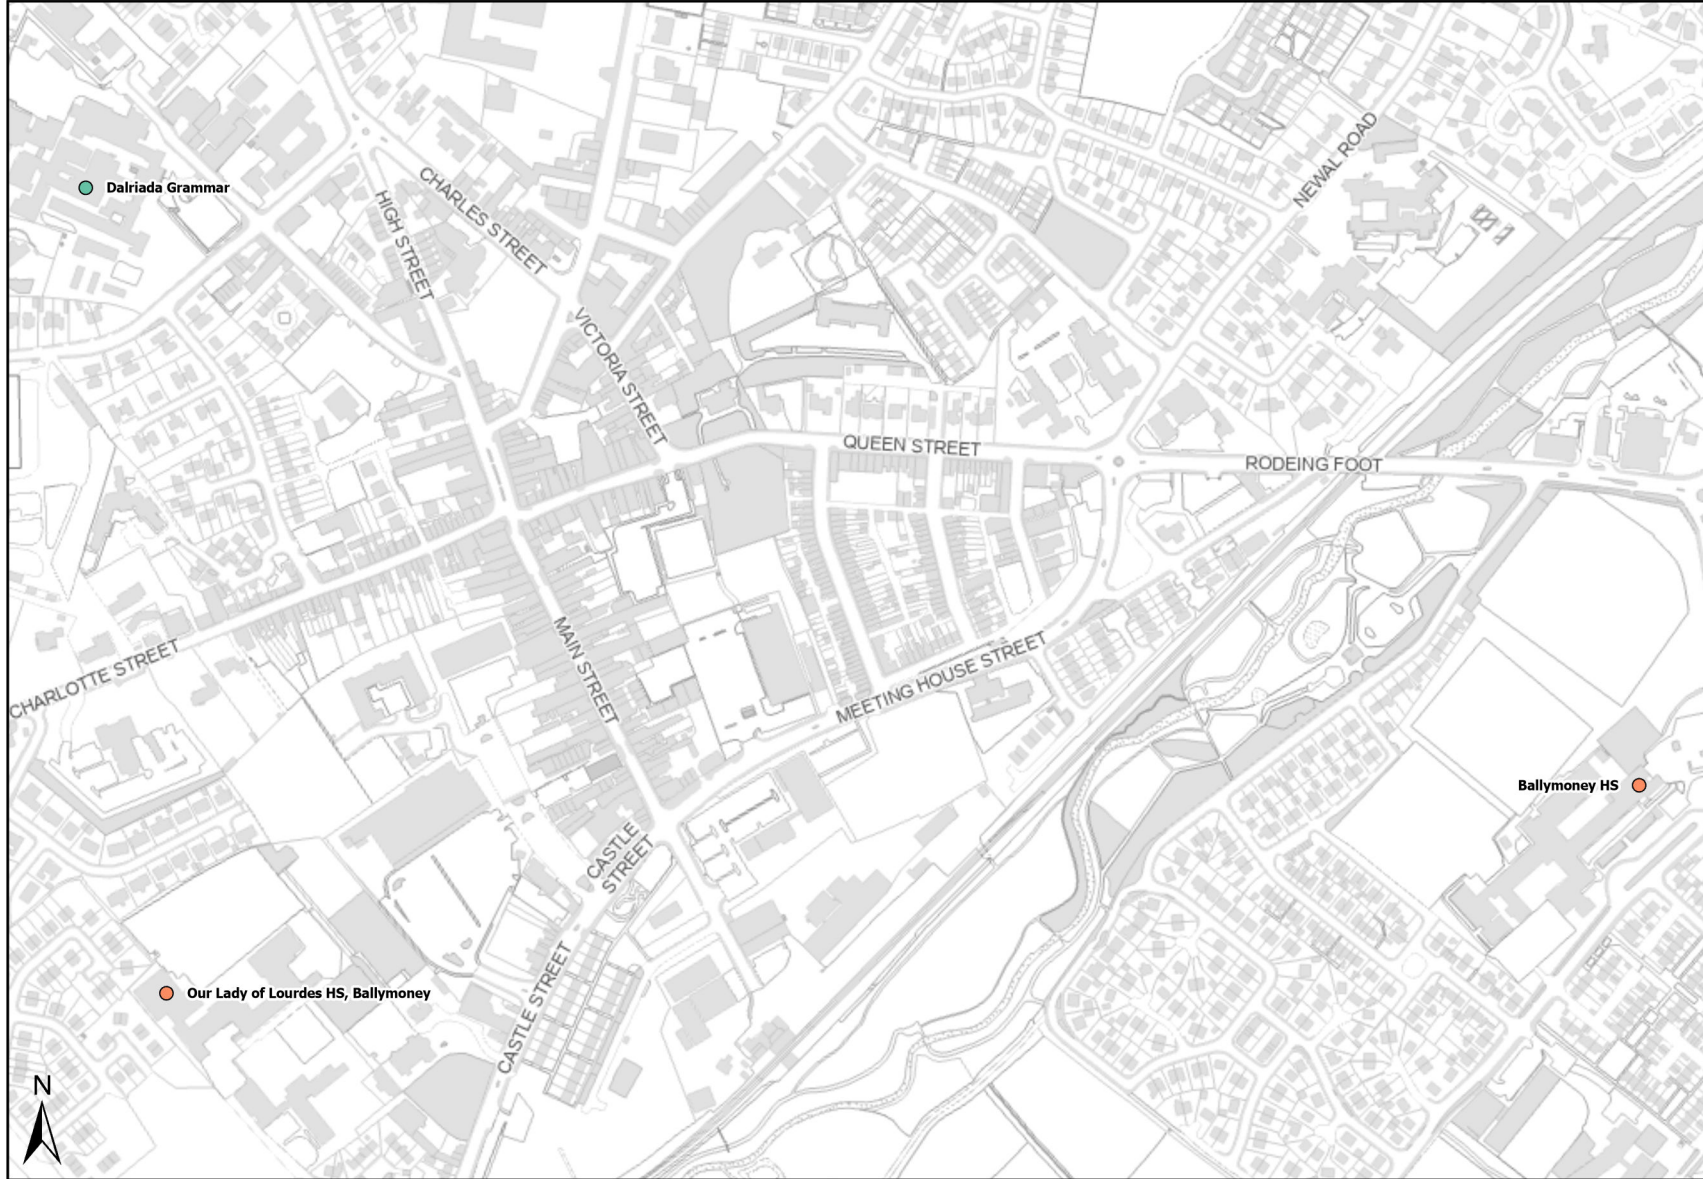 NEWAL ROAD
Dalriada Grammar
CHARLES STREET
HIGH STREET
VICTORIA STREET
QUEEN STREET
RODEING FOOT
CHARLOTTE STREET
MAIN STREET
MEETING HOUSE STREET
Ballymoney HS
CASTLE
STREET
Our Lady of Lourdes HS, Ballymoney
CASTLE STREET
N